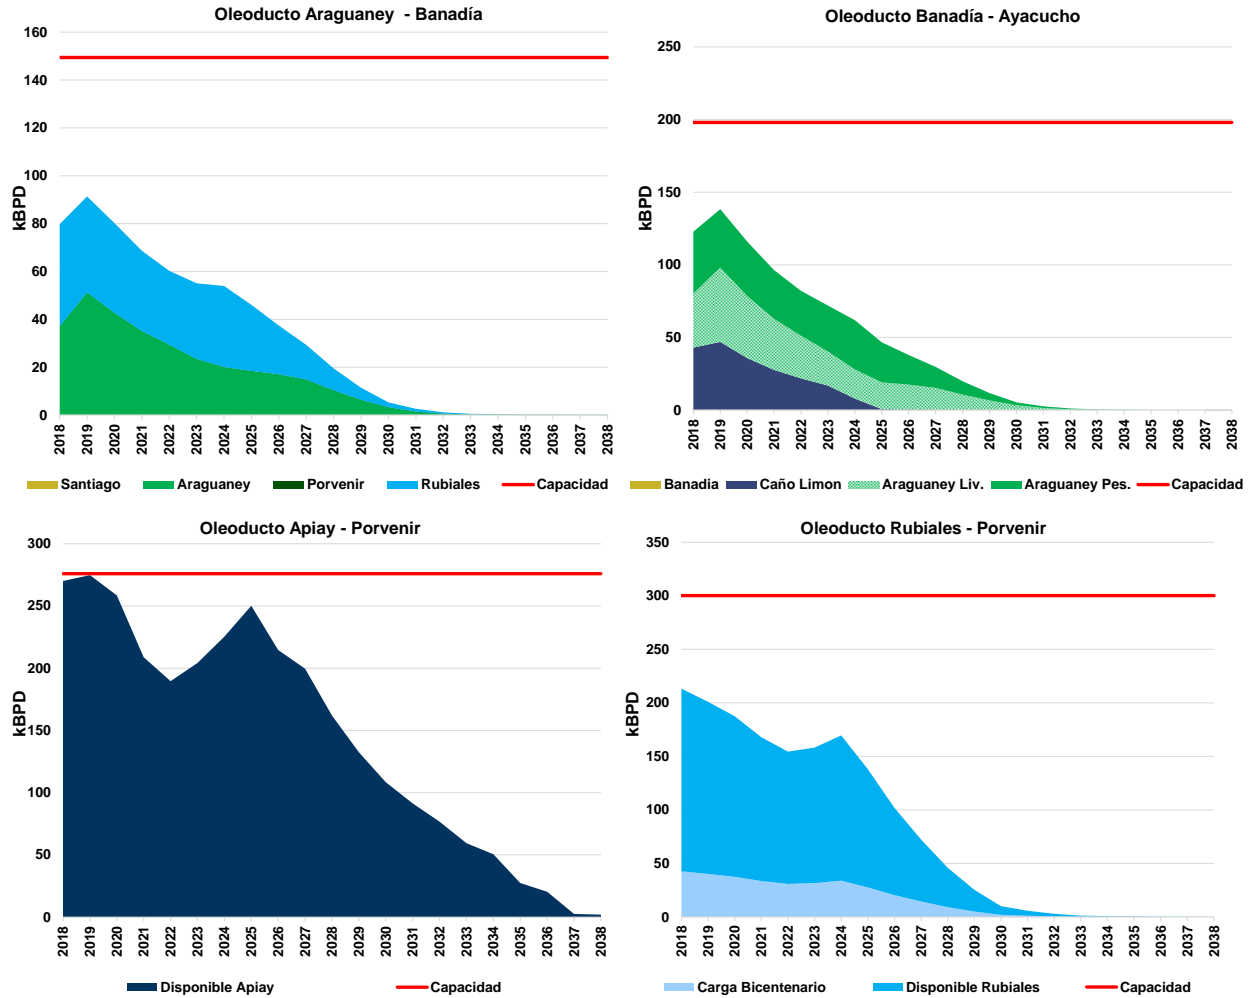 Oleoducto Araguaney - Banadía
kBPD
160
140
120
100
80
60
40
20
0
2018 2019 2020 2021 2022 2023 2024 2025 2026 2027 2028 2029 2030 2031 2032 2033 2034 2035 2036 2037 2038
Santiago Araguaney Porvenir Rubiales Capacidad
Oleoducto Banadía - Ayacucho
kBPD
250
200
150
100
50
0
2018 2019 2020 2021 2022 2023 2024 2025 2026 2027 2028 2029 2030 2031 2032 2033 2034 2035 2036 2037 2038
Banadia Caño Limon Araguaney Liv. Araguaney Pes. Capacidad
Oleoducto Apiay - Porvenir
300
250
200
150
100
50
0
2018 2019 2020 2021 2022 2023 2024 2025 2026 2027 2028 2029 2030 2031 2032 2033 2034 2035 2036 2037 2038
Disponible Apiay Capacidad
Oleoducto Rubiales - Porvenir
kBPD
350
300
250
200
150
100
50
0
2018 2019 2020 2021 2022 2023 2024 2025 2026 2027 2028 2029 2030 2031 2032 2033 2034 2035 2036 2037 2038
Carga Bicentenario Disponible Rubiales Capacidad